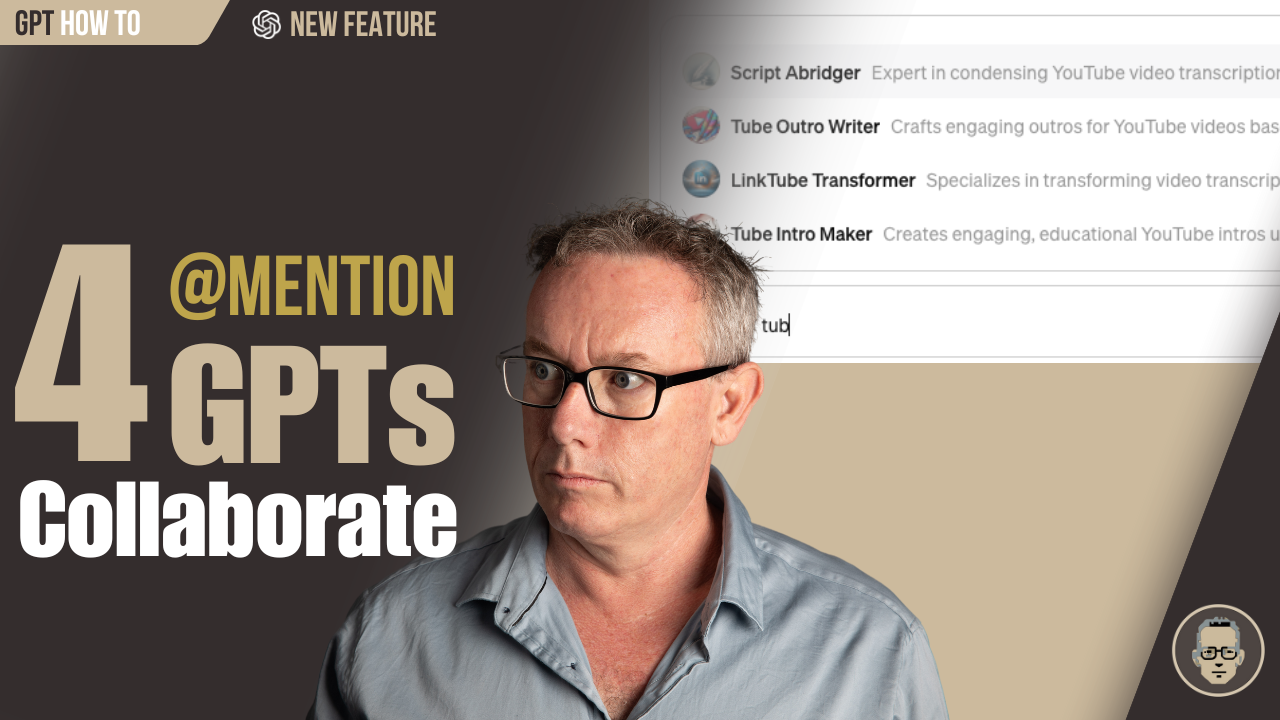 GPT HOW TO
NEW FEATURE
Script Abridger Expert in condensing YouTube video transcription
Tube Outro Writer Crafts engaging outros for YouTube videos bas
LinkTube Transformer Specializes in transforming video transcrip
Tube Intro Maker Creates engaging, educational YouTube intros u
tub
4 @MENTION
GPTs
Collaborate